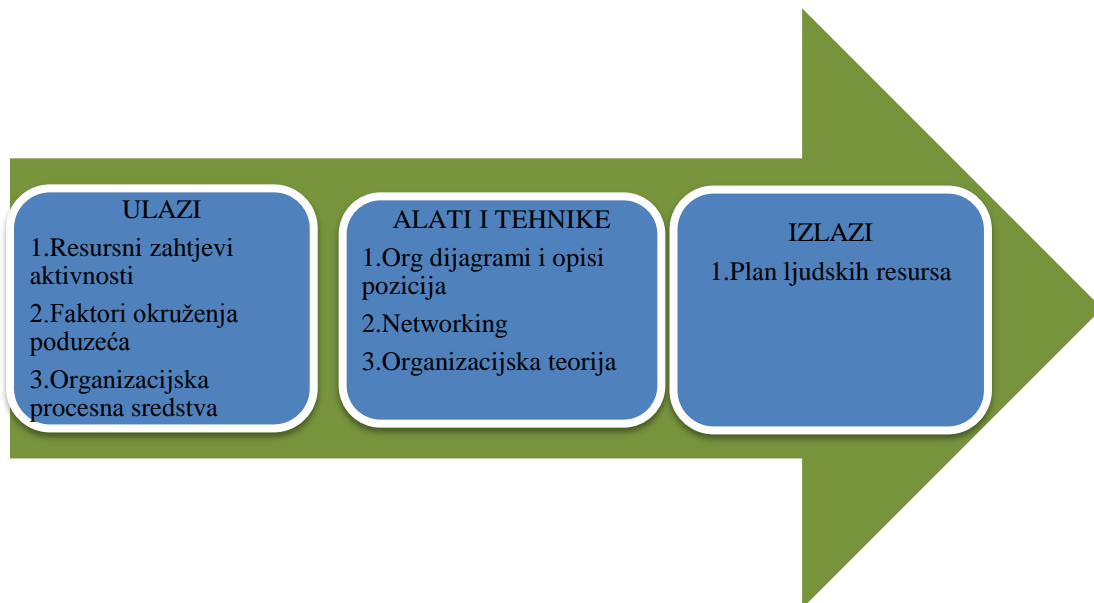 ULAZI
1.Resursni zahtjevi
aktivnosti
2.Faktori okruženja
poduzeća
3.Organizacijska
procesna sredstva
ALATI I TEHNIKE
1.Org dijagrami i opisi
pozicija
2.Networking
3.Organizacijska teorija
IZLAZI
1.Plan ljudskih resursa